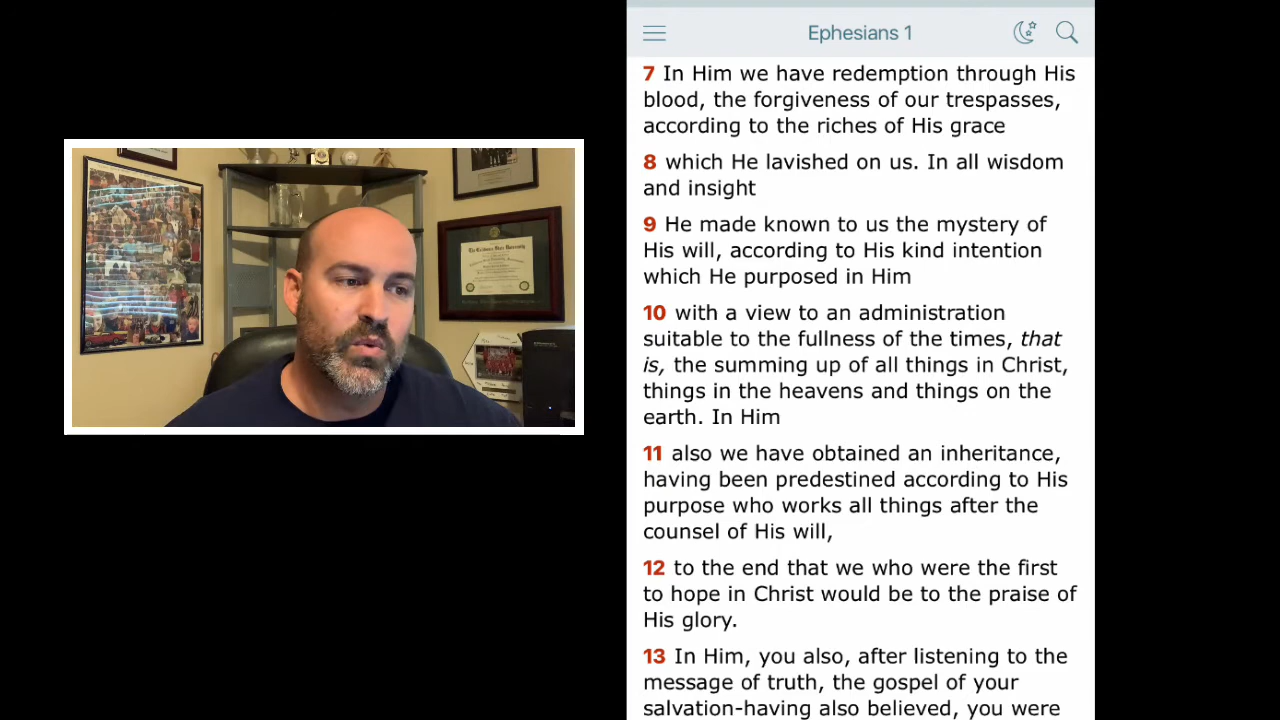 Ephesians 1
7 In Him we have redemption through His
blood, the forgiveness of our trespasses,
according to the riches of His grace
8 which He lavished on us. In all wisdom
and insight
9 He made known to us the mystery of
His will, according to His kind intention
which He purposed in Him
10 with a view to an administration
suitable to the fullness of the times, that
is, the summing up of all things in Christ,
things in the heavens and things on the
earth. In Him
11 also we have obtained an inheritance,
having been predestined according to His
purpose who works all things after the
counsel of His will,
12 to the end that we who were the first
to hope in Christ would be to the praise of
His glory.
13 In Him, you also, after listening to the
message of truth, the gospel of your
salvation-having also believed, you were